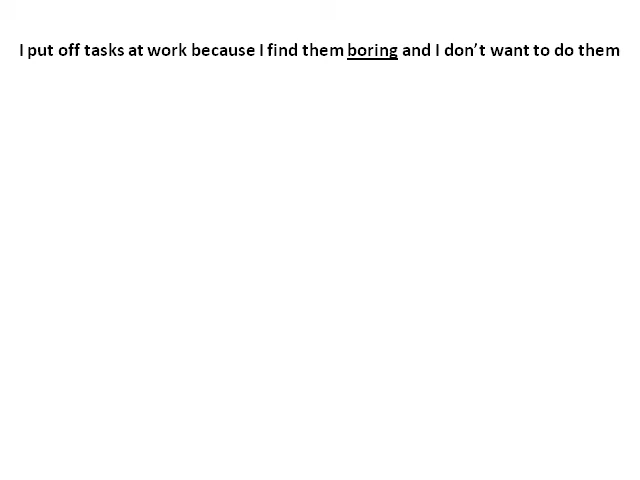 I put off tasks at work because I find them boring and I don’t want to do them